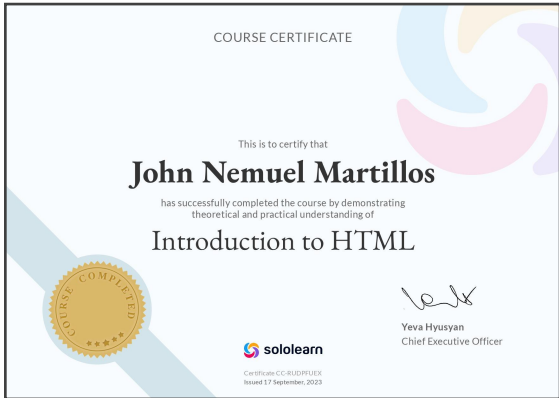 COURSE CERTIFICATE
This is to certify that
John Nemuel Martillos
has successfully completed the course by demonstrating
theoretical and practical understanding of
Introduction to HTML
COURSE COMPLETED
Yeva Hyusyan
Chief Executive Officer
sololearn
Certificate CC-RUDPFUEX
Issued 17 September, 2023